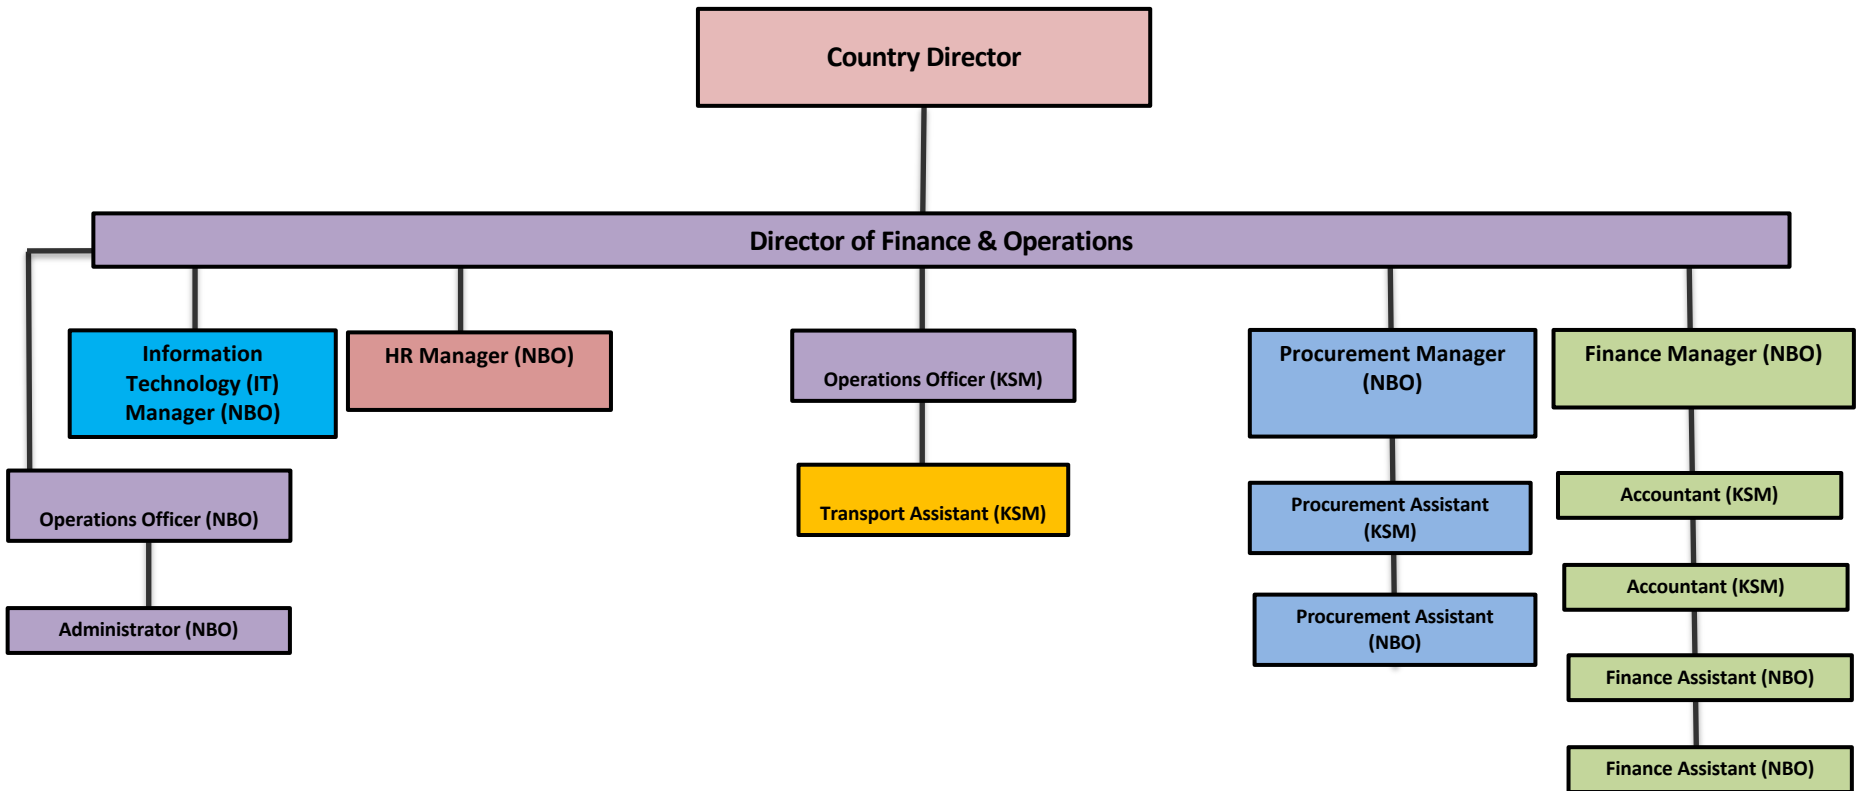 Country Director
Director of Finance & Operations
Information
Technology (IT)
Manager (NBO)
HR Manager (NBO)
Operations Officer (KSM)
Procurement Manager
(NBO)
Finance Manager (NBO)
Operations Officer (NBO)
Transport Assistant (KSM)
Procurement Assistant
(KSM)
Accountant (KSM)
Accountant (KSM)
Administrator (NBO)
Procurement Assistant
(NBO)
Finance Assistant (NBO)
Finance Assistant (NBO)